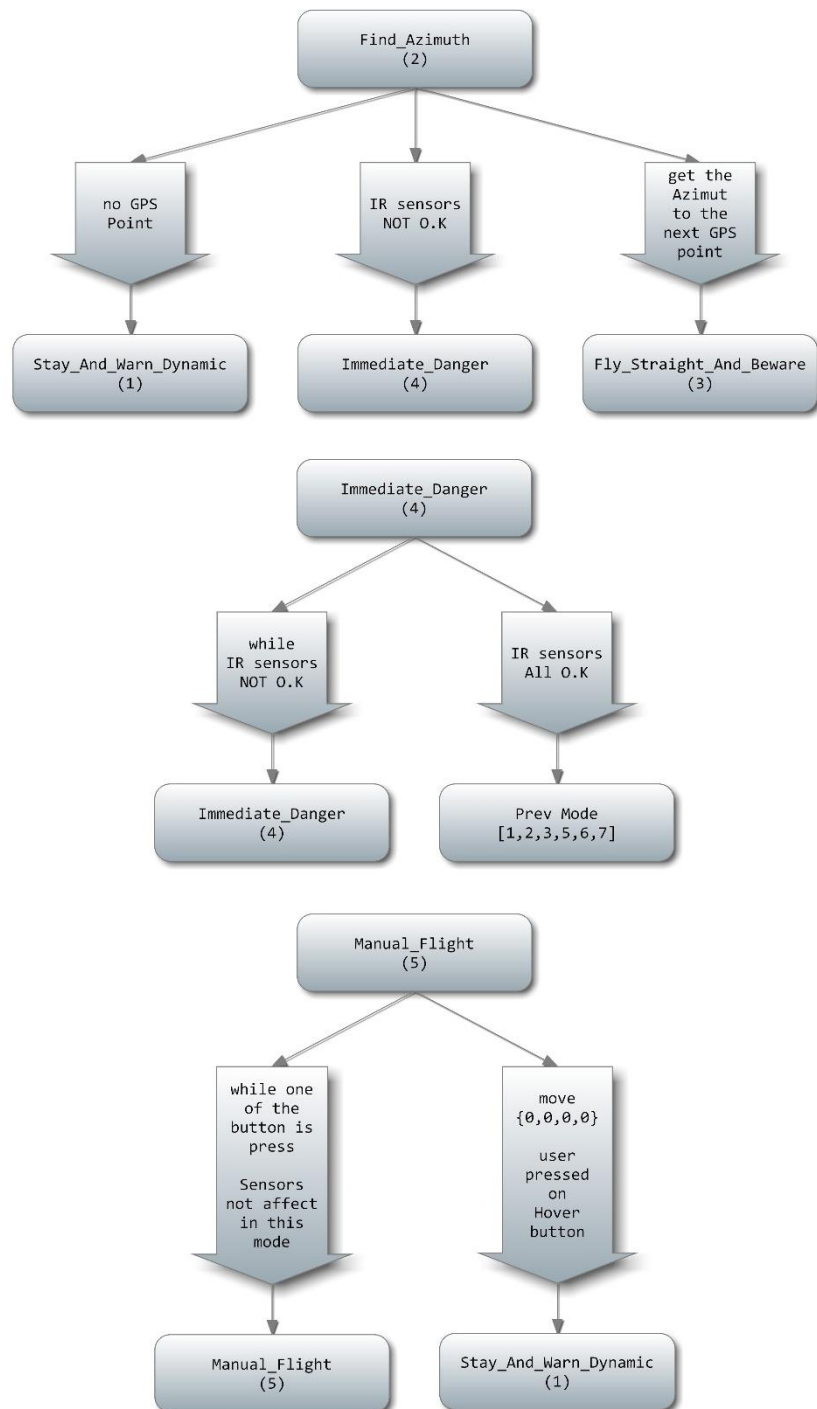 Find_Azimuth
(2)
no GPS
Point
IR sensors
NOT O.K
get the
Azimut
to the
next GPS
point
Stay_And_Warn_Dynamic
(1)
Immediate_Danger
(4)
Fly_Straight_And_Beware
(3)
Immediate_Danger
(4)
while
IR sensors
NOT O.K
IR sensors
All O.K
Immediate_Danger
(4)
Prev Mode
[1,2,3,5,6,7]
Manual_Flight
(5)
while one
of the
button is
press
Sensors
not affect
in this
mode
move
{0,0,0,0}
user
pressed
on
Hover
button
Manual_Flight
(5)
Stay_And_Warn_Dynamic
(1)